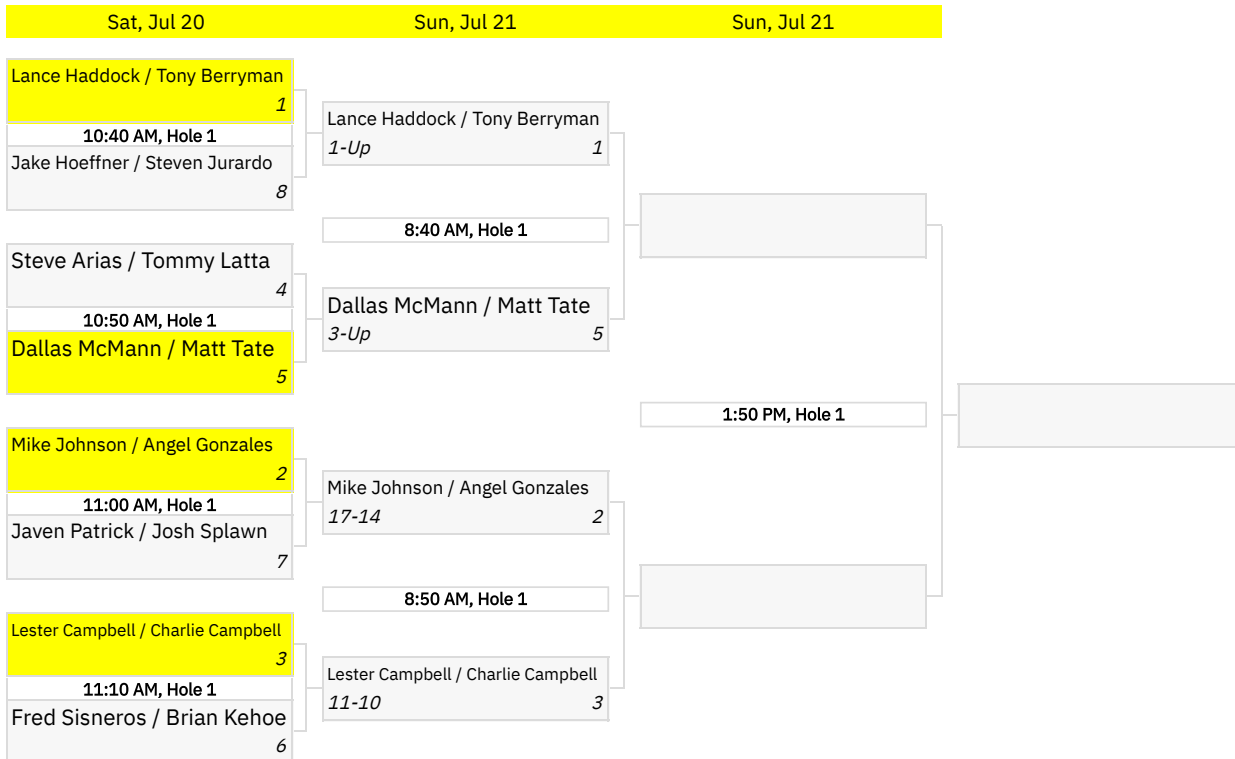 Sat, Jul 20
Sun, Jul 21
Sun, Jul 21
Lance Haddock / Tony Berryman
1
10:40 AM, Hole 1
Jake Hoeffner / Steven Jurardo
8
Steve Arias / Tommy Latta
4
10:50 AM, Hole 1
Dallas McMann / Matt Tate
5
Mike Johnson / Angel Gonzales
2
11:00 AM, Hole 1
Javen Patrick / Josh Splawn
7
Lester Campbell / Charlie Campbell
3
11:10 AM, Hole 1
Fred Sisneros / Brian Kehoe
6
Lance Haddock / Tony Berryman
1-Up 1
8:40 AM, Hole 1
Dallas McMann / Matt Tate
3-Up 5
Mike Johnson / Angel Gonzales
17-14 2
8:50 AM, Hole 1
Lester Campbell / Charlie Campbell
11-10 3
1:50 PM, Hole 1